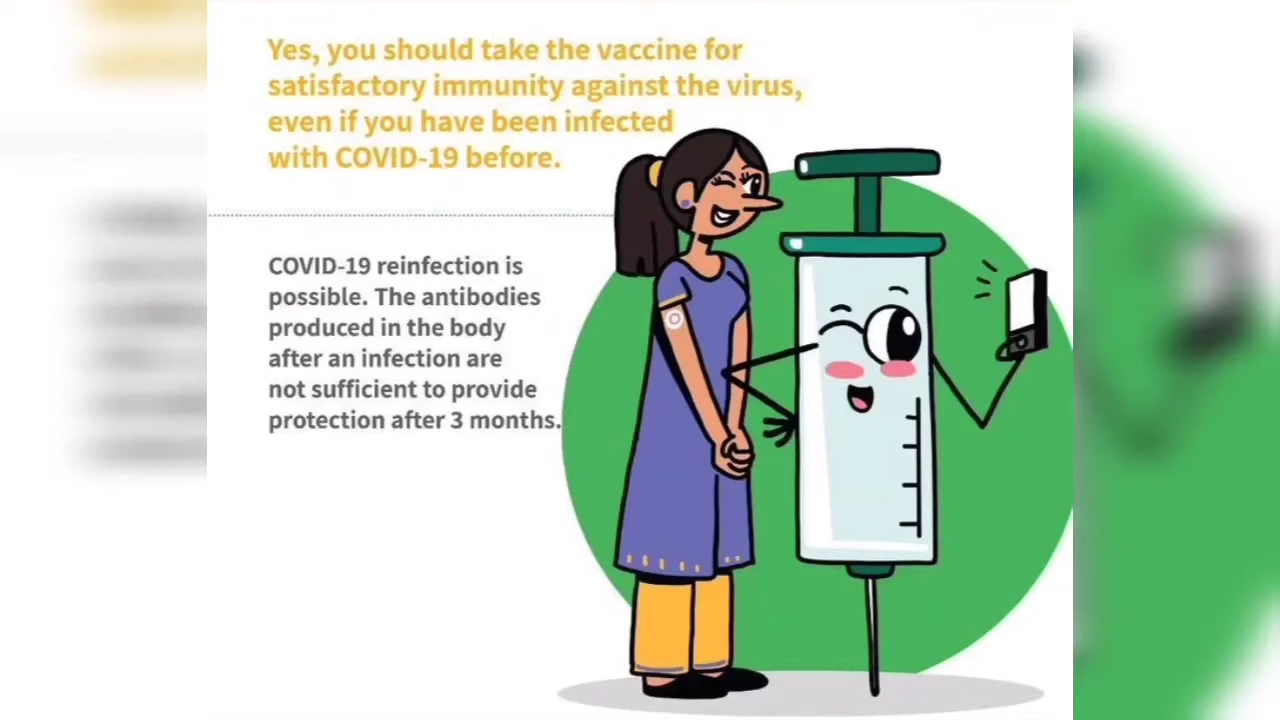 Yes, you should take the vaccine for
satisfactory immunity against the virus,
even if you have been infected
with COVID-19 before.
COVID-19 reinfection is
possible. The antibodies
produced in the body
after an infection are
not sufficient to provide
protection after 3 months.